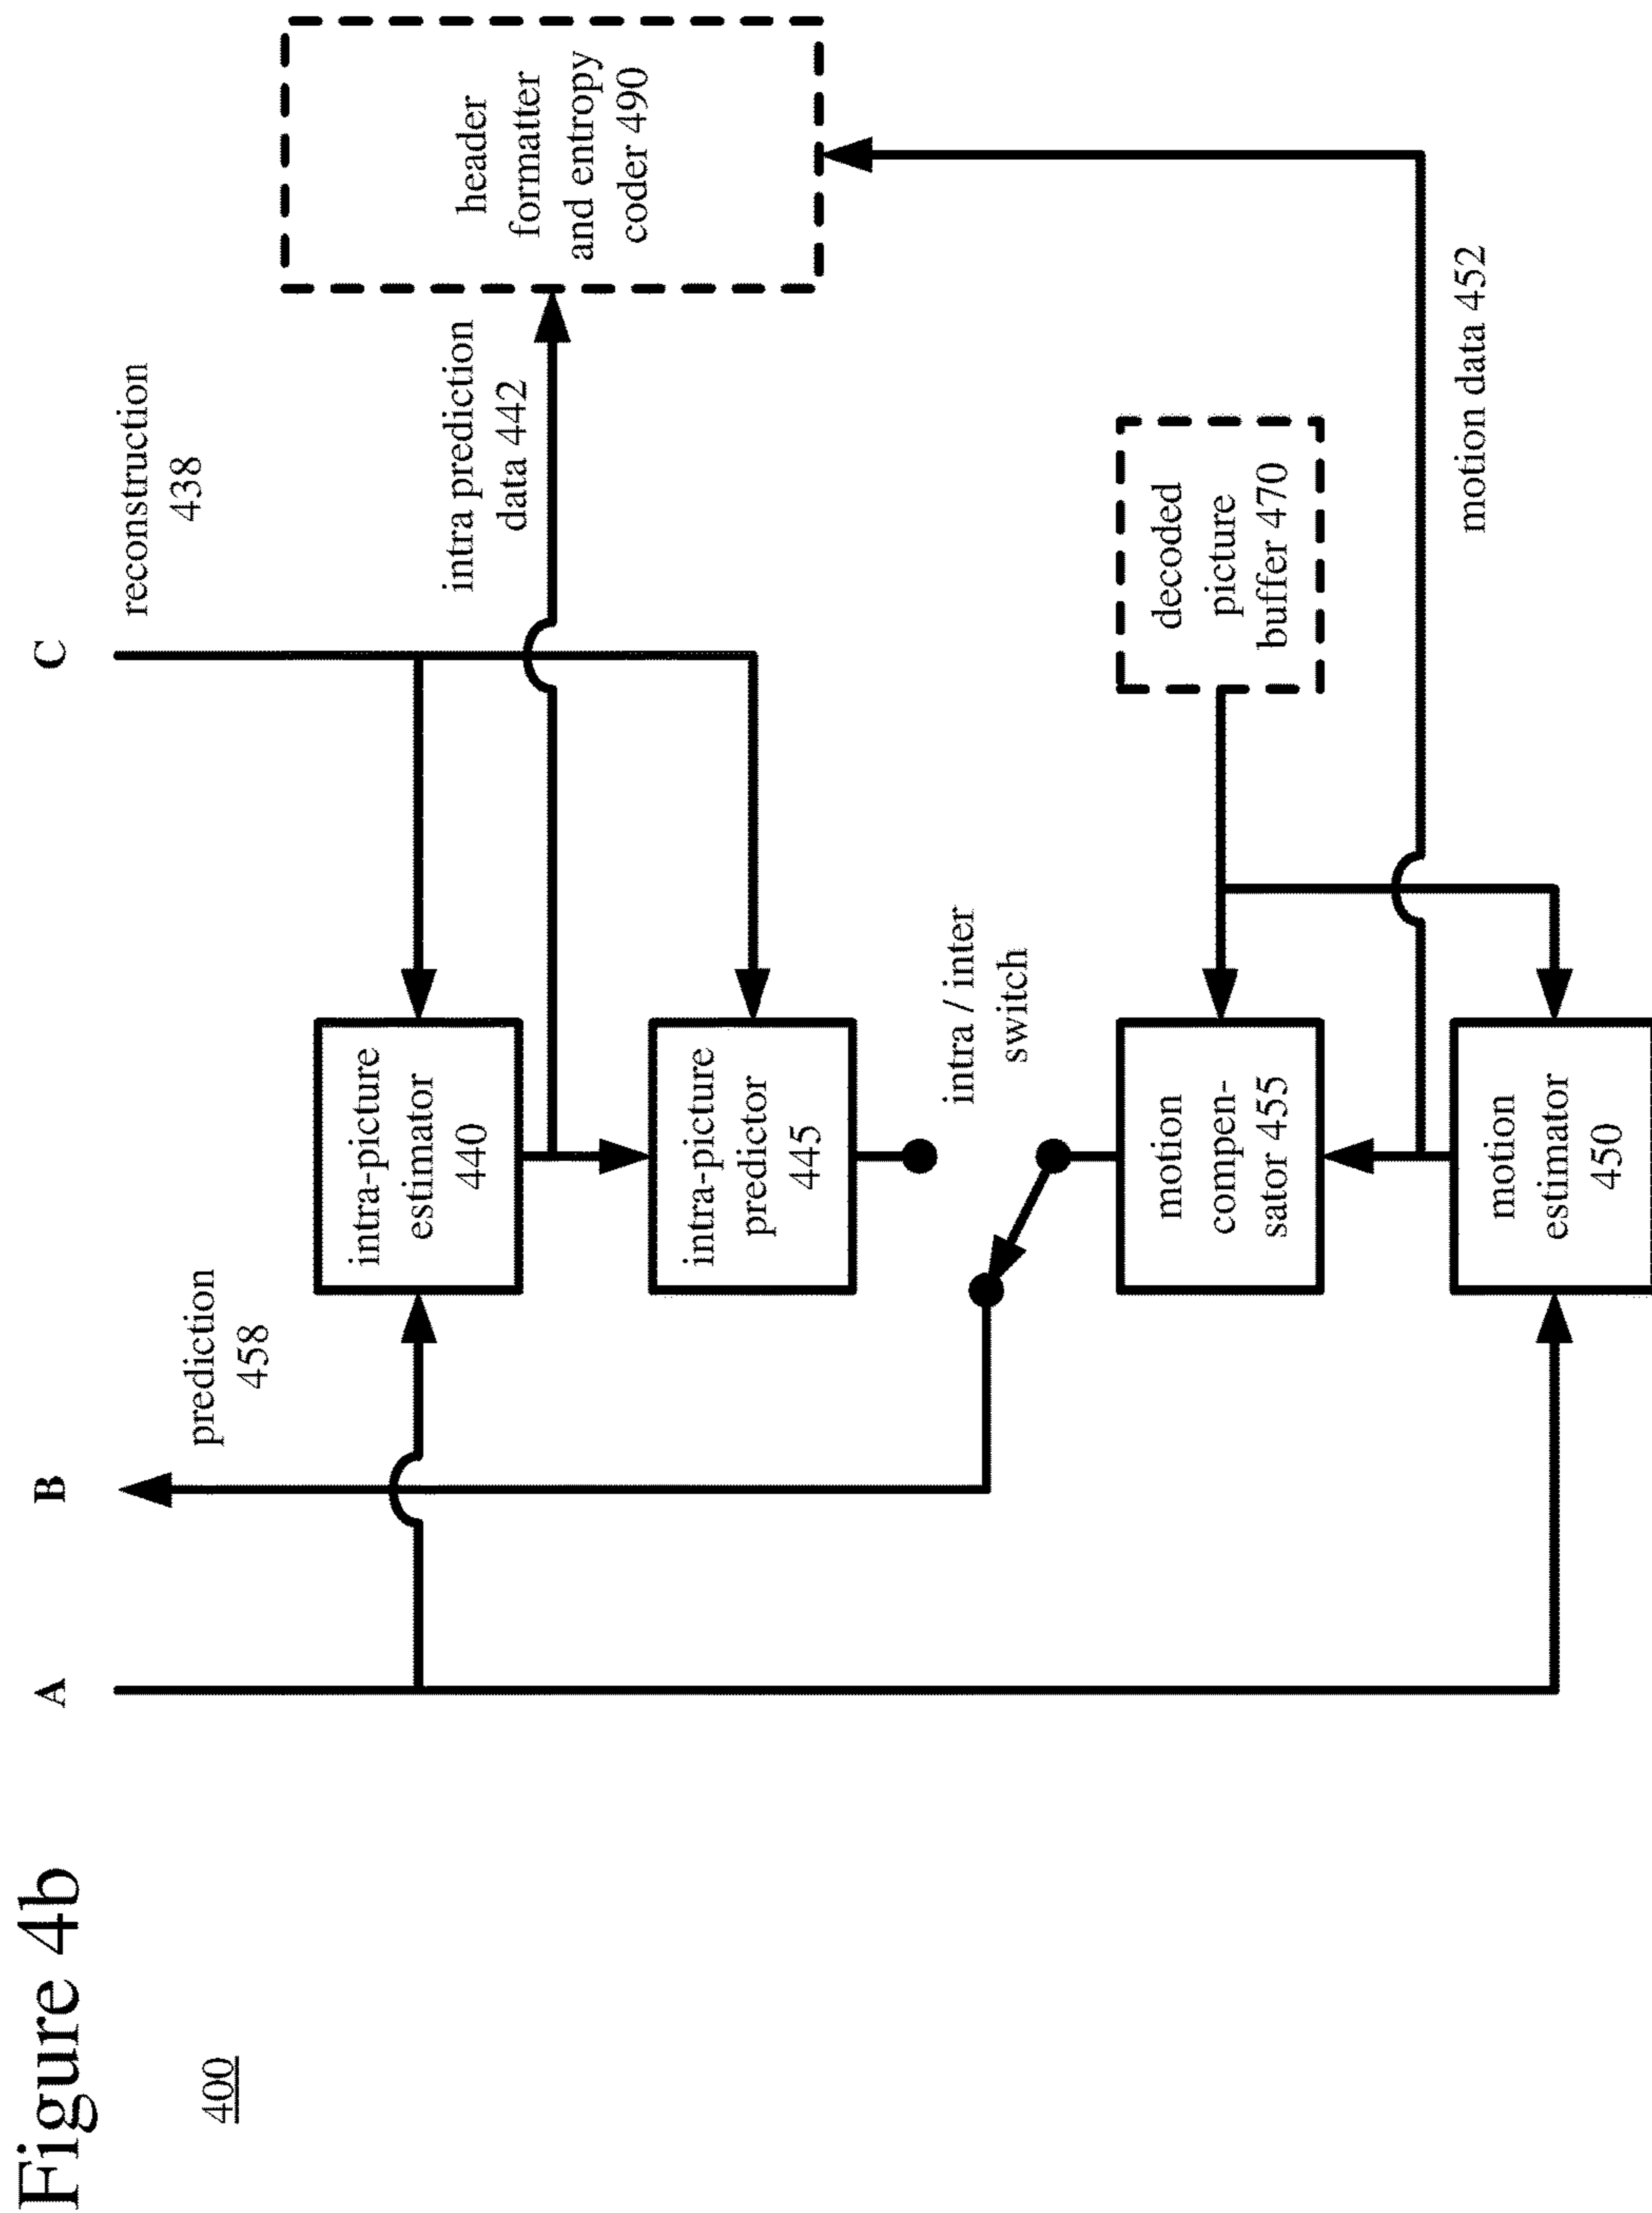 Figure 4b
400
A
B
C
prediction
458
reconstruction
438
intra-picture
estimator
440
intra prediction
data 442
header
formatter
and entropy
coder 490
intra-picture
predictor
445
intra / inter
switch
motion
compen-
sator 455
decoded
picture
buffer 470
motion
estimator
450
motion data 452